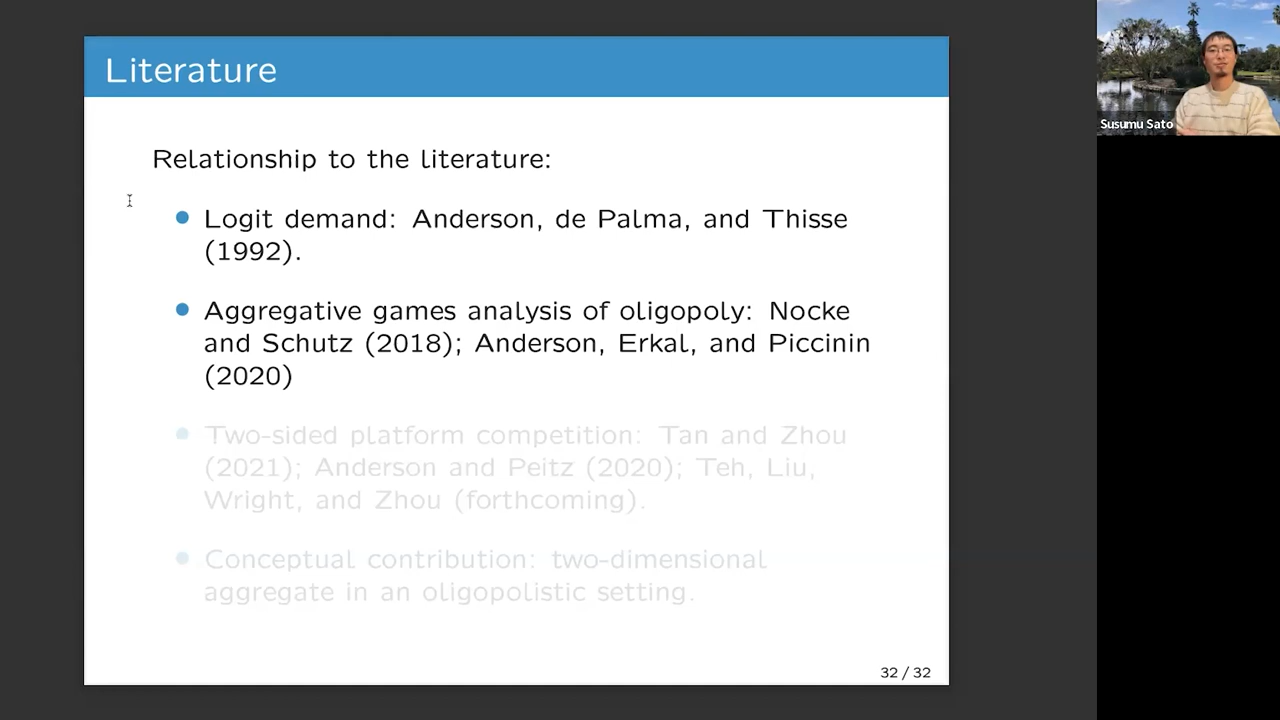 Literature
Relationship to the literature:
Logit demand: Anderson, de Palma, and Thisse
(1992).
Aggregative games analysis of oligopoly: Nocke
and Schutz (2018); Anderson, Erkal, and Piccinin
(2020)
Two-sided platform competition: Tan and Zhou
(2021); Anderson and Peitz (2020); Teh, Liu,
Wright, and Zhou (forthcoming).
Conceptual contribution: two-dimensional
aggregate in an oligopolistic setting.
32 / 32
Susumu Sato